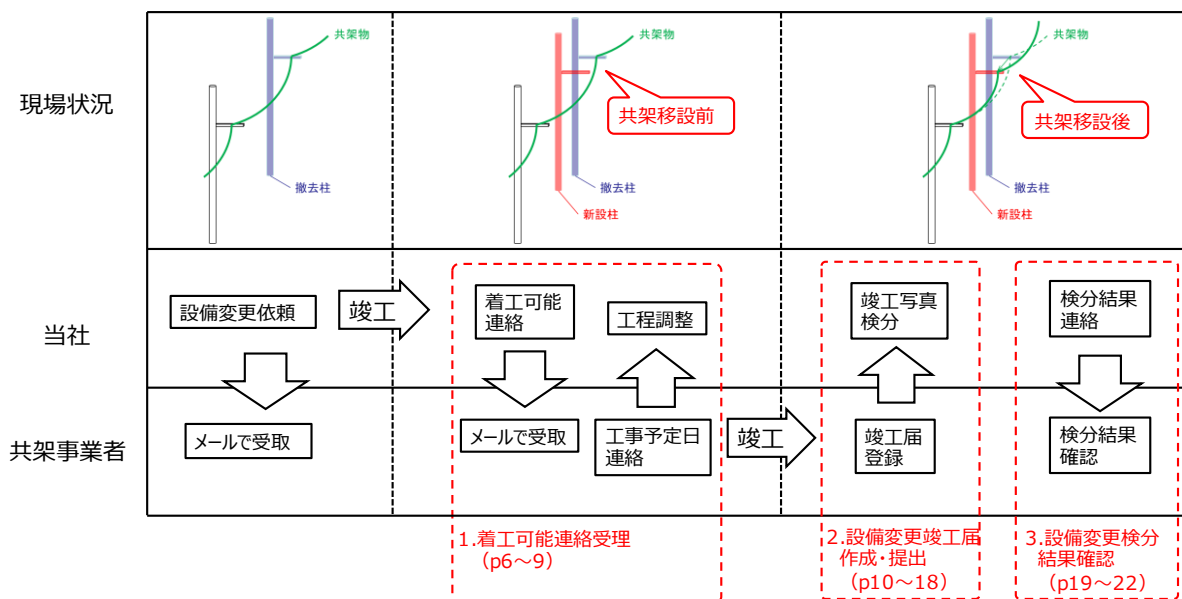 現場状況
共架物
撤去柱
共架物
共架移設前
撤去柱
新設柱
共架物
共架移設後
撤去柱
新設柱
当社
設備変更依頼
竣工
着工可能
連絡
工程調整
竣工写真
検分
検分結果
連絡
共架事業者
メールで受取
メールで受取
工事予定日
連絡
竣工
竣工届
登録
検分結果
確認
1.着工可能連絡受理
(p6~9)
2.設備変更竣工届
作成・提出
(p10~18)
3.設備変更検分
結果確認
(p19~22)